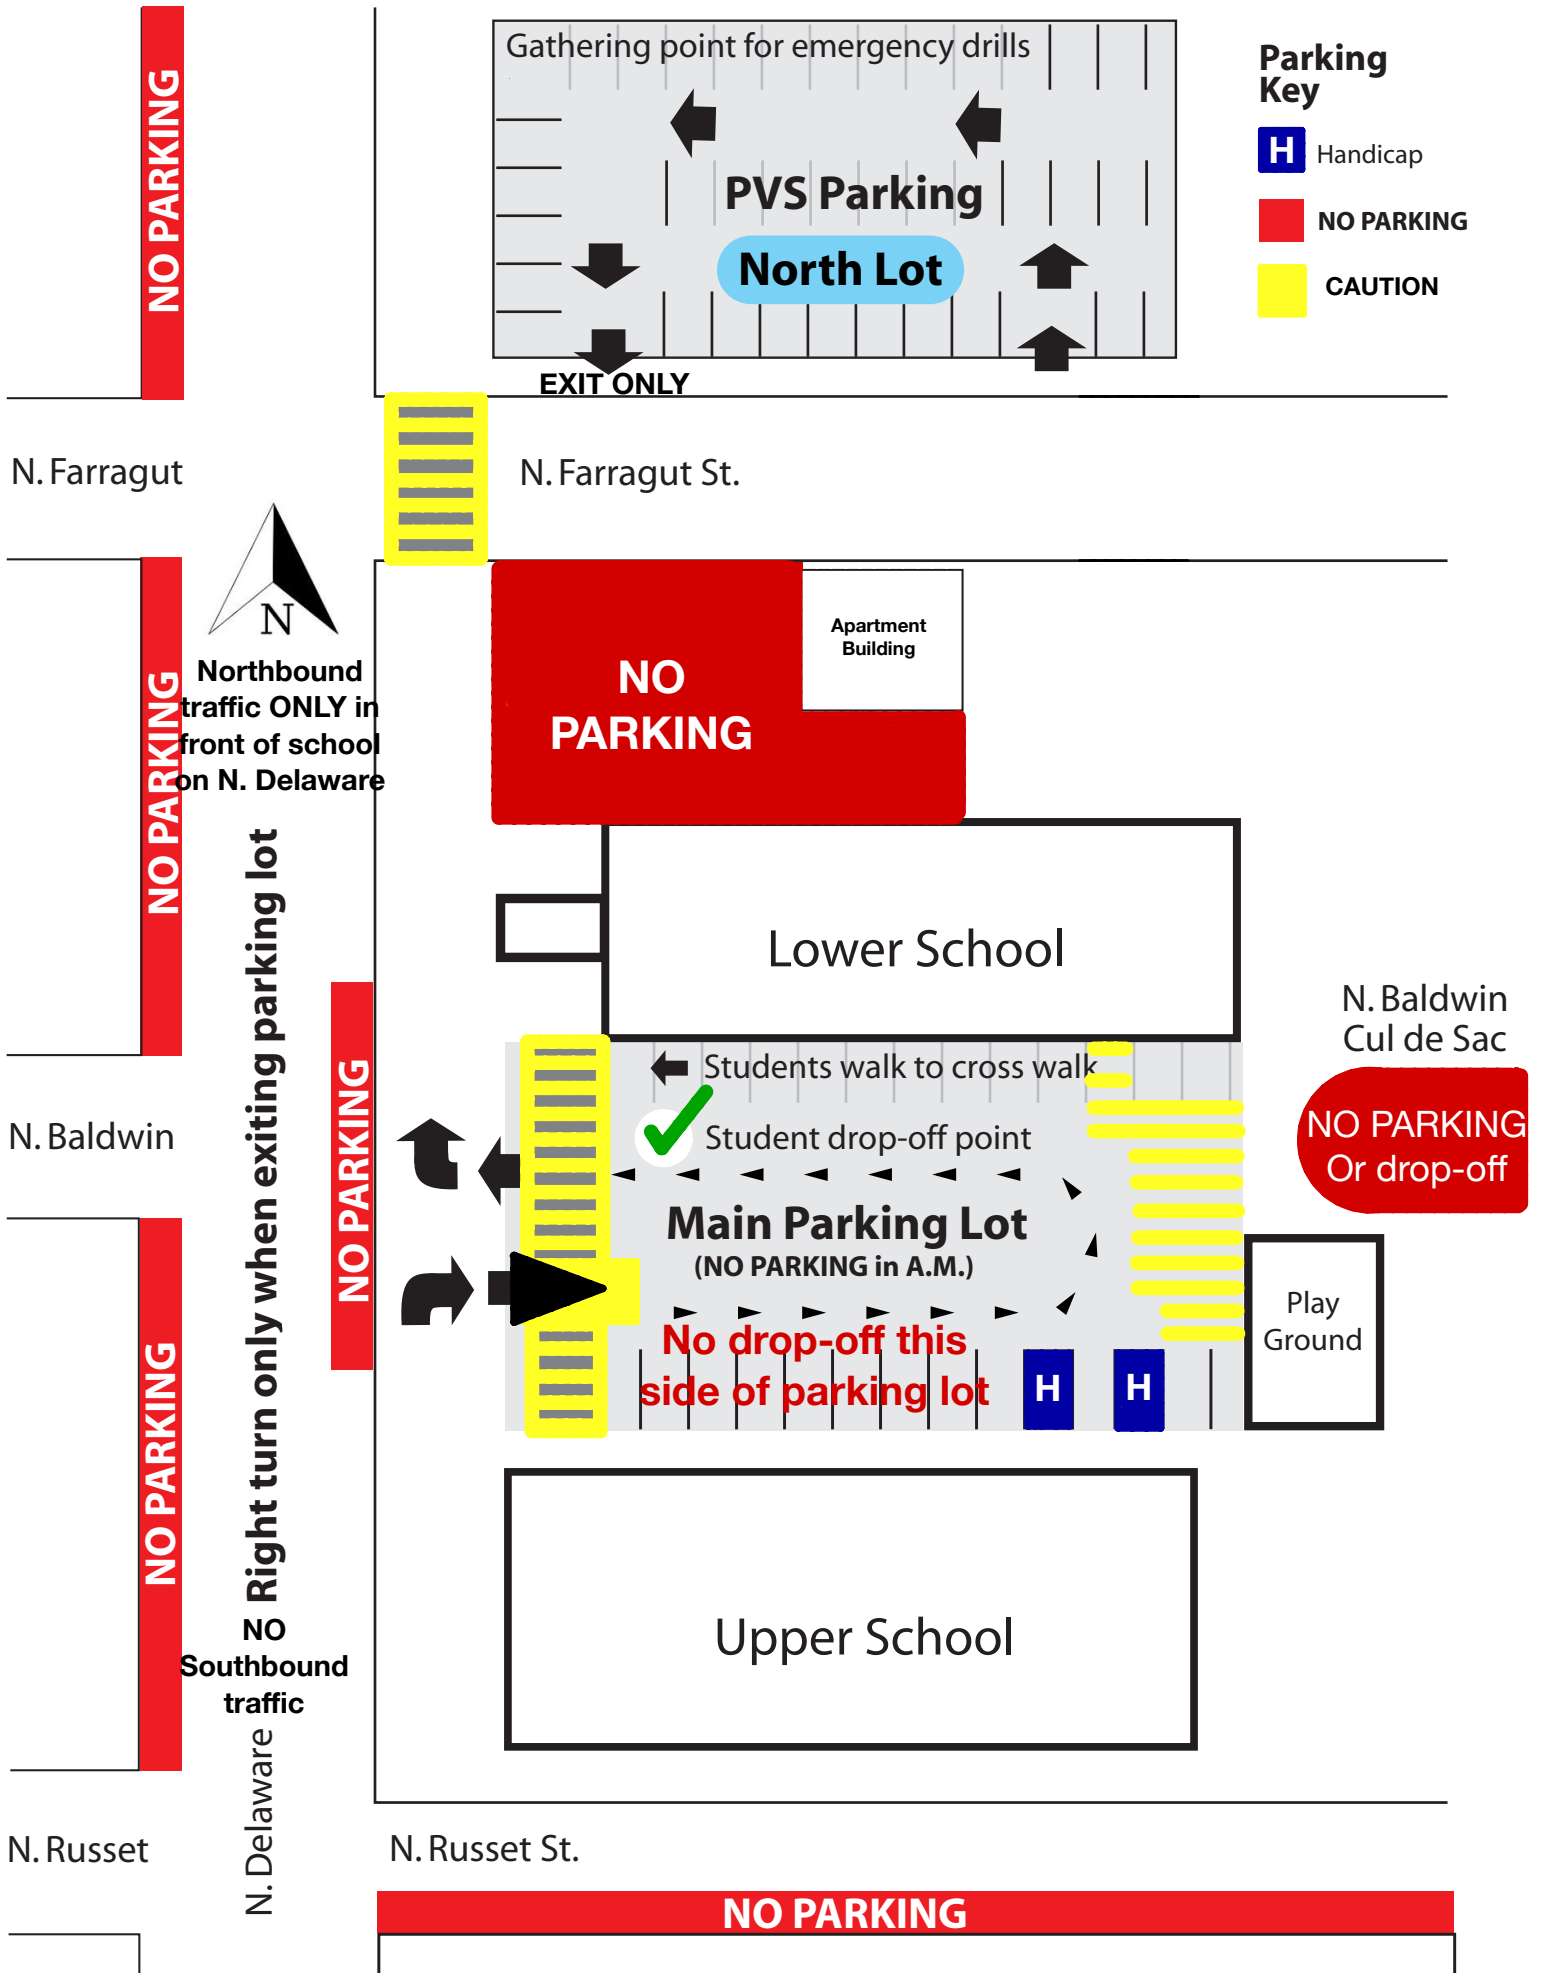 Gathering point for emergency drills
PVS Parking
North Lot
EXIT ONLY
Parking
Key
H Handicap
NO PARKING
CAUTION
NO PARKING
N. Farragut
N. Farragut St.
N
Northbound
traffic ONLY in
front of school
on N. Delaware
NO PARKING
NO
PARKING
Apartment
Building
Lower School
Right turn only when exiting parking lot
NO PARKING
N. Baldwin
Students walk to cross walk
Student drop-off point
Main Parking Lot
(NO PARKING in A.M.)
No drop-off this
side of parking lot
H
H
N. Baldwin
Cul de Sac
NO PARKING
Or drop-off
Play
Ground
NO PARKING
Upper School
NO
Southbound
traffic
N. Delaware
N. Russet
N. Russet St.
NO PARKING